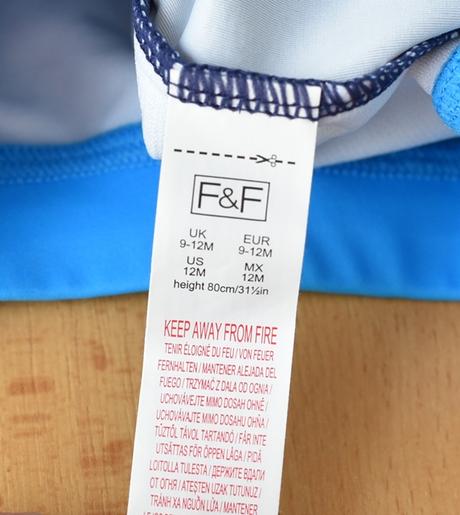 F&F
UK
9-12M
EUR
9-12M
US
12M
MX
12M
height 80cm/31½in
KEEP AWAY FROM FIRE
TENIR ÉLOIGNÉ DU FEU / VON FEUER
FERNHALTEN / MANTENER ALEJADA DEL
FUEGO / TRZYMAĆ Z DALA OD OGNIA /
UCHOVÁVEJTE MIMO DOSAH OHNĚ /
UCHOVÁVAJTE MIMO DOSAHU OHŇA /
TŰZTŐL TÁVOL TARTANDÓ / FÅR INTE
UTSÄTTAS FÖR ÖPPEN LÅGA / PIDÄ
LOITOLLA TULESTA / ДЕРЖИТЕ ВДАЛИ
ОТ ОГНЯ / ATEŞTEN UZAK TUTUNUZ /
TRÁNH XA NGUỒN LỬA / MANTER